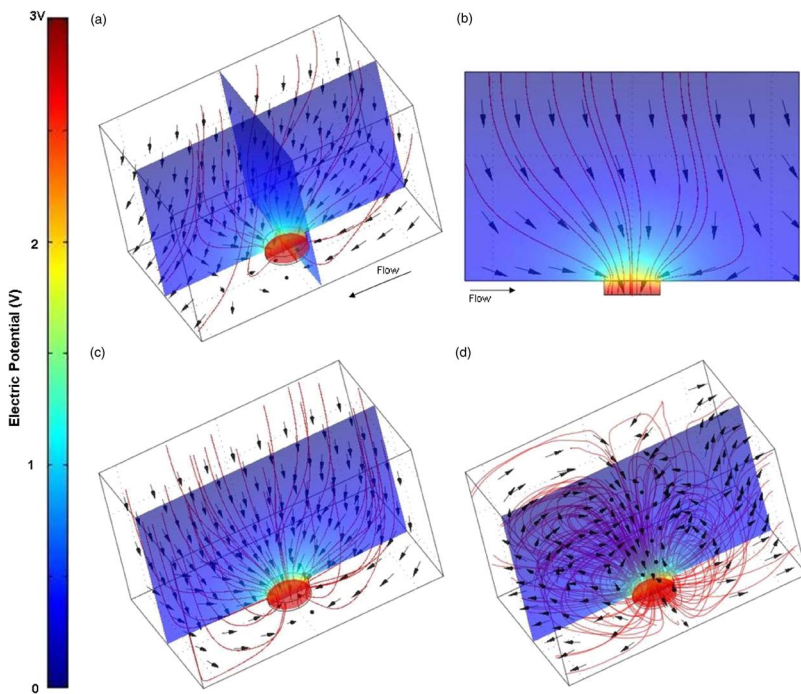 3V
2
1
0
Electric Potential (V)
(a)
Flow
(b)
Flow
(c)
(d)